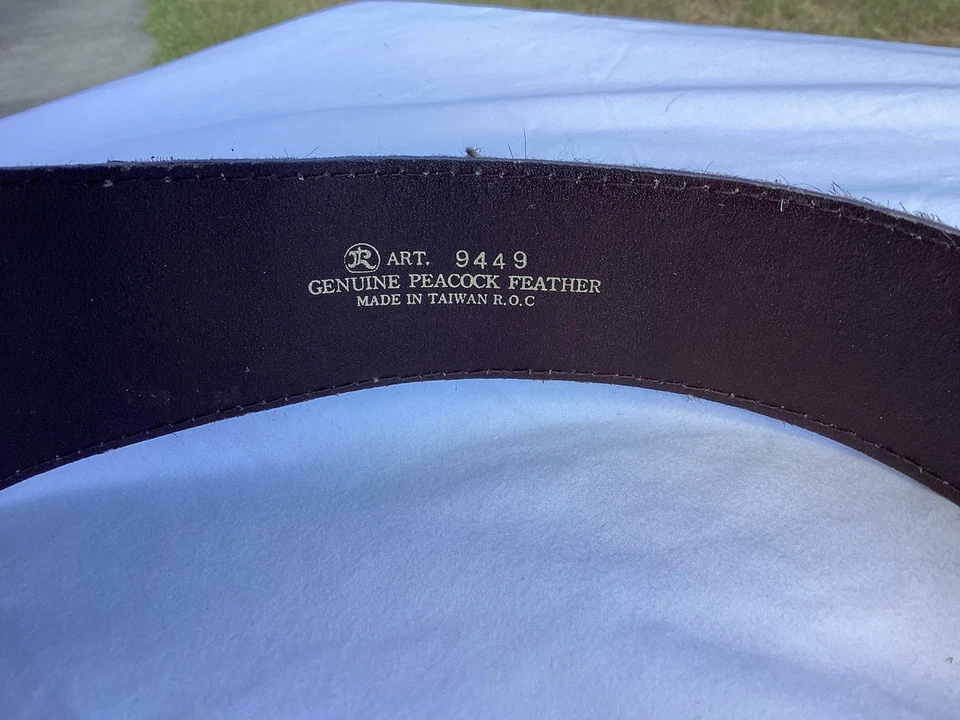 ART. 9449
GENUINE PEACOCK FEATHER
MADE IN TAIWAN R.O.C